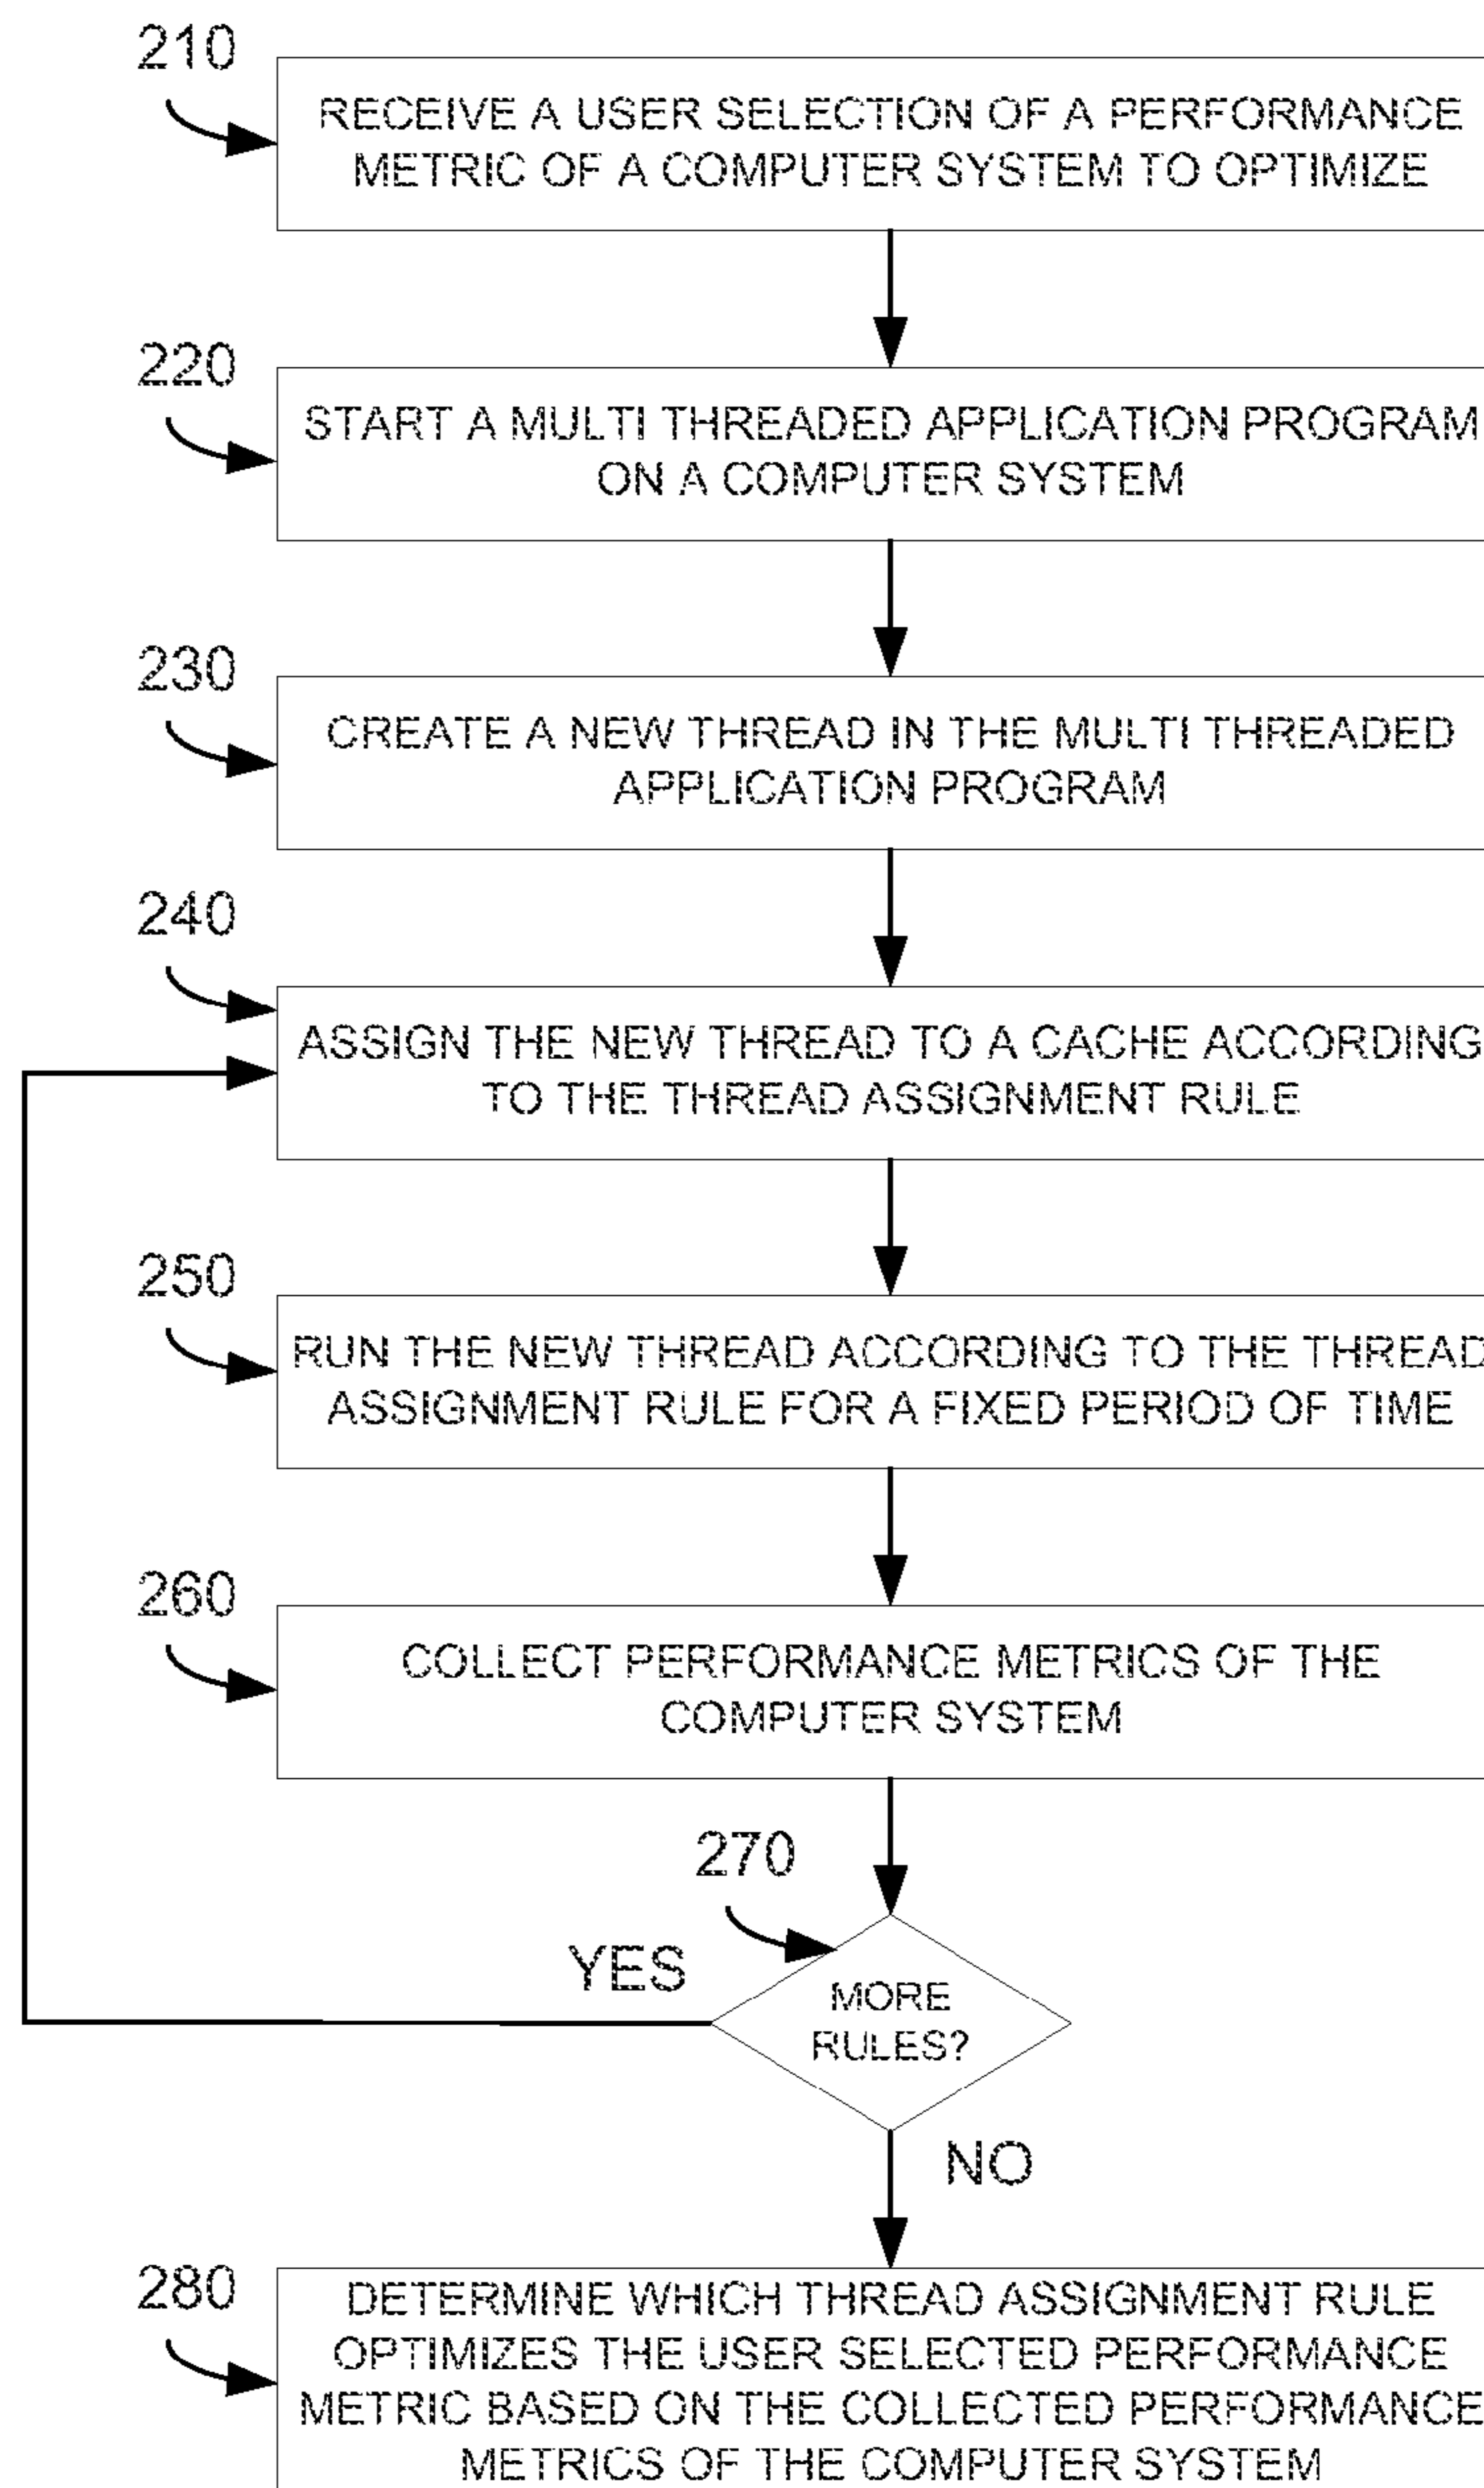 210
RECEIVE A USER SELECTION OF A PERFORMANCE
METRIC OF A COMPUTER SYSTEM TO OPTIMIZE
220
START A MULTI THREADED APPLICATION PROGRAM
ON A COMPUTER SYSTEM
230
CREATE A NEW THREAD IN THE MULTI THREADED
APPLICATION PROGRAM
240
ASSIGN THE NEW THREAD TO A CACHE ACCORDING
TO THE THREAD ASSIGNMENT RULE
250
RUN THE NEW THREAD ACCORDING TO THE THREAD
ASSIGNMENT RULE FOR A FIXED PERIOD OF TIME
260
COLLECT PERFORMANCE METRICS OF THE
COMPUTER SYSTEM
270
YES
MORE
RULES?
NO
280
DETERMINE WHICH THREAD ASSIGNMENT RULE
OPTIMIZES THE USER SELECTED PERFORMANCE
METRIC BASED ON THE COLLECTED PERFORMANCE
METRICS OF THE COMPUTER SYSTEM